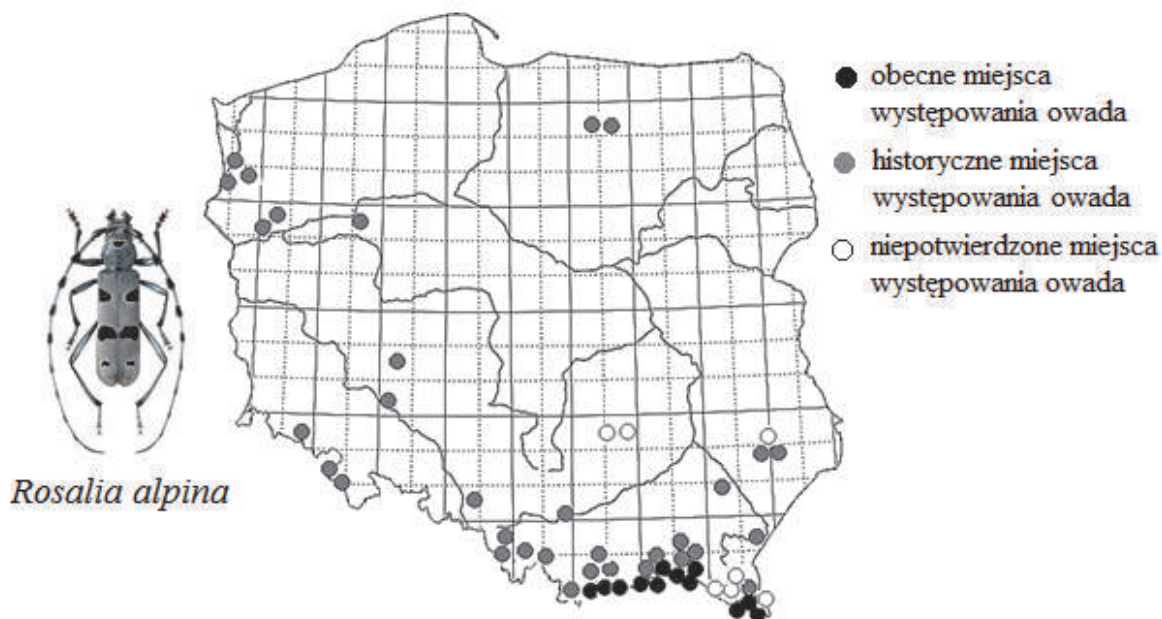 obecne miejsca
występowania owada
historyczne miejsca
występowania owada
niepotwierdzone miejsca
występowania owada
Rosalia alpina